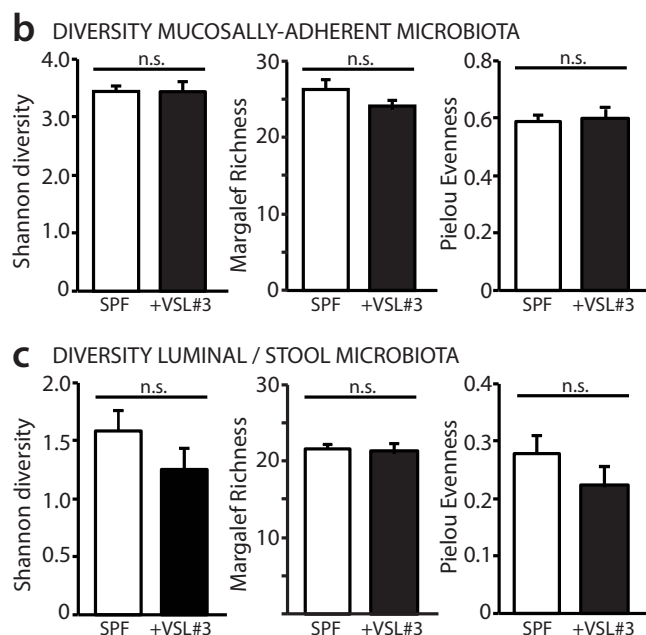 b DIVERSITY MUCOSALLY-ADHERENT MICROBIOTA
Shannon diversity
4.0
3.0
2.0
1.0
0
n.s.
SPF +VSL#3
Margalef Richness
30
20
10
0
n.s.
SPF +VSL#3
Pielou Evenness
0.8
0.6
0.4
0.2
0
n.s.
SPF +VSL#3
c DIVERSITY LUMINAL / STOOL MICROBIOTA
Shannon diversity
2.0
1.5
1.0
0.5
0
n.s.
SPF +VSL#3
Margalef Richness
30
20
10
n.s.
SPF +VSL#3
Pielou Evenness
0.4
0.3
0.2
0.1
0
n.s.
SPF +VSL#3